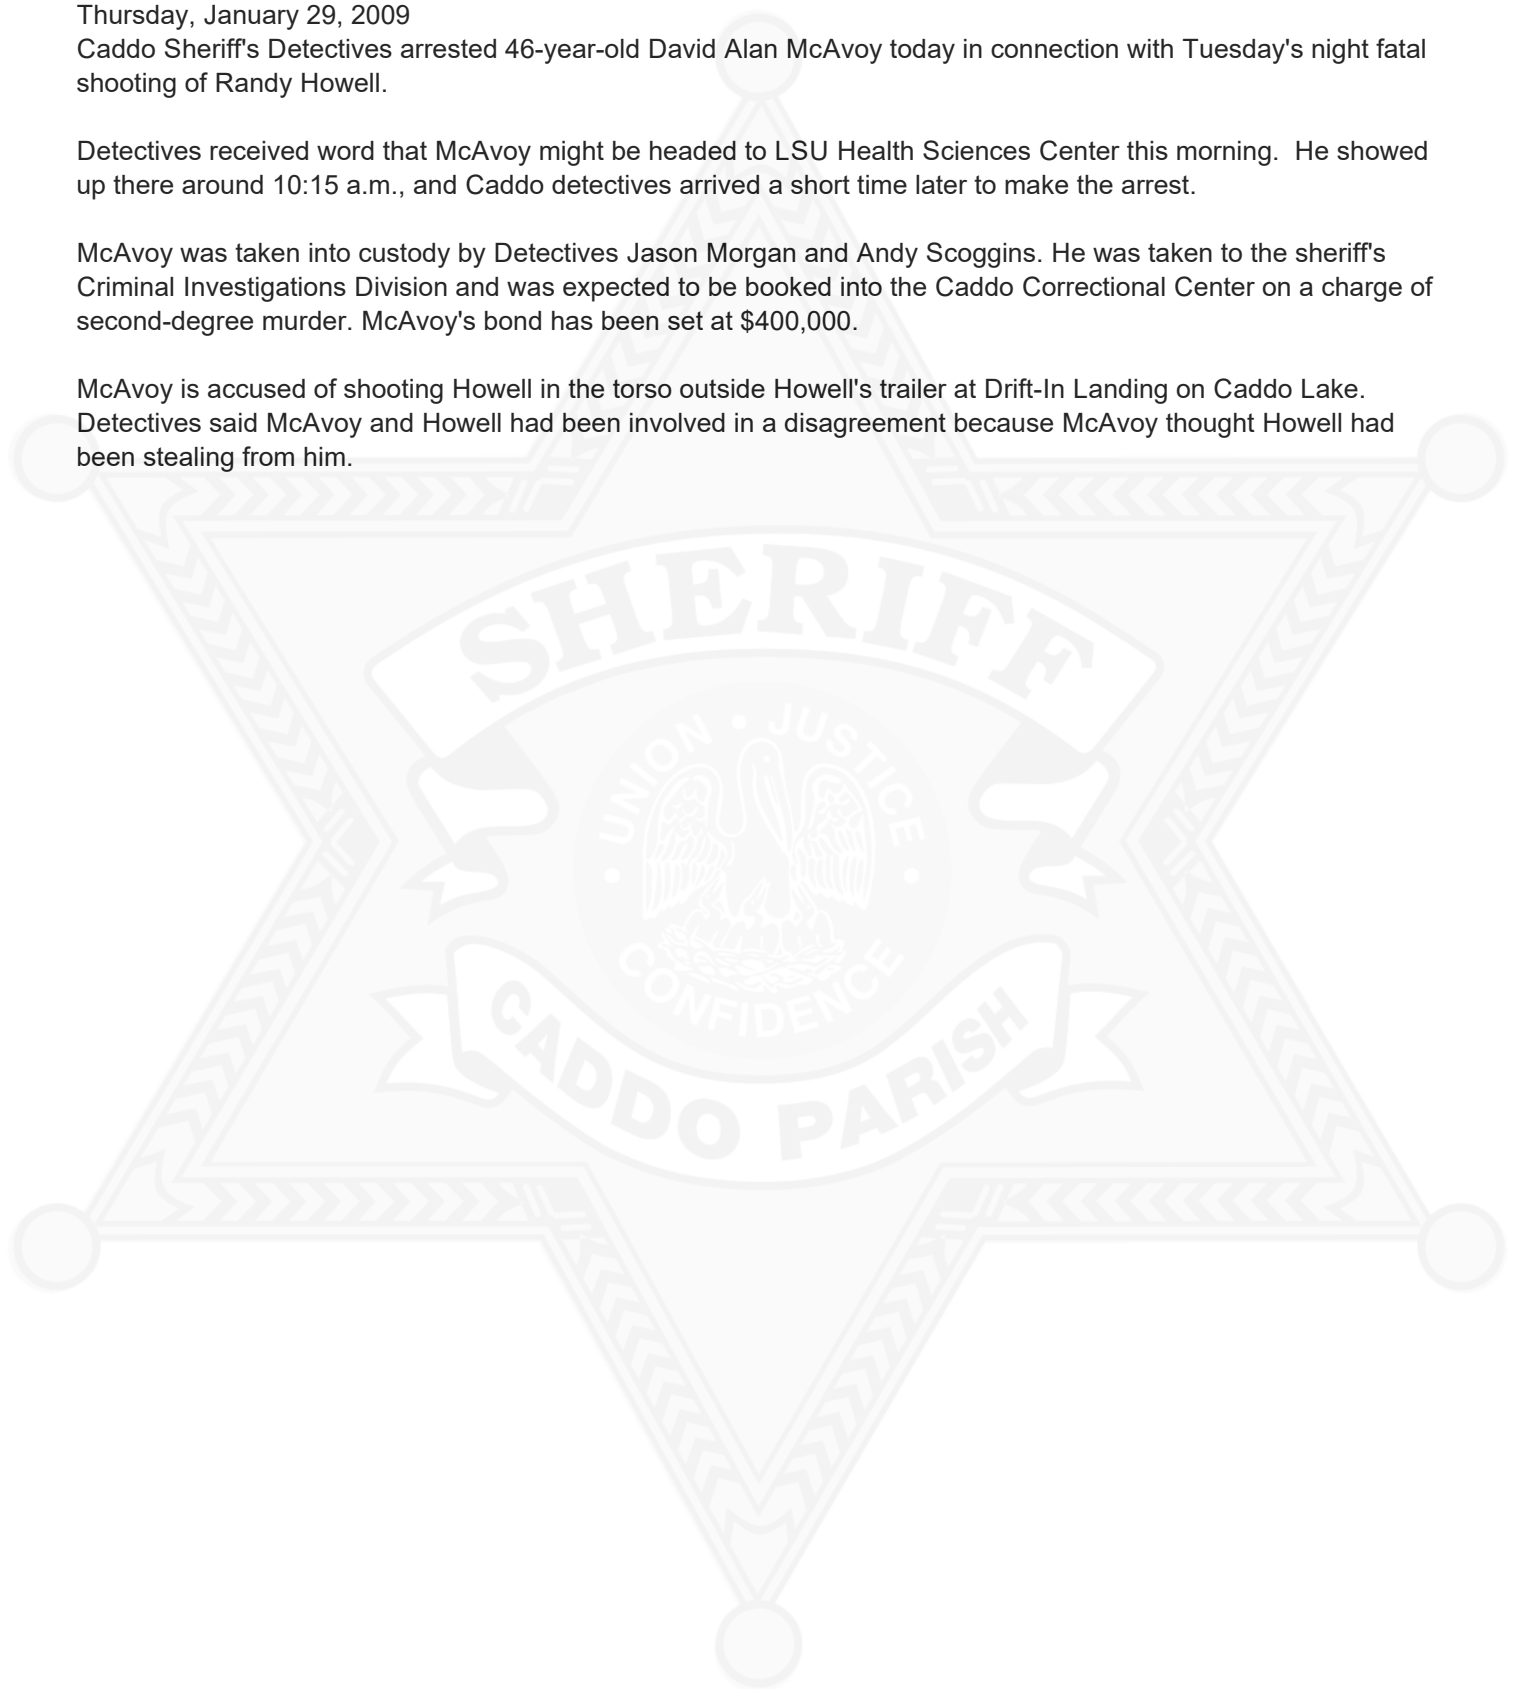 Thursday, January 29, 2009
Caddo Sheriff's Detectives arrested 46-year-old David Alan McAvoy today in connection with Tuesday's night fatal
shooting of Randy Howell.
Detectives received word that McAvoy might be headed to LSU Health Sciences Center this morning.  He showed
up there around 10:15 a.m., and Caddo detectives arrived a short time later to make the arrest.
McAvoy was taken into custody by Detectives Jason Morgan and Andy Scoggins. He was taken to the sheriff's
Criminal Investigations Division and was expected to be booked into the Caddo Correctional Center on a charge of
second-degree murder. McAvoy's bond has been set at $400,000.
McAvoy is accused of shooting Howell in the torso outside Howell's trailer at Drift-In Landing on Caddo Lake.
Detectives said McAvoy and Howell had been involved in a disagreement because McAvoy thought Howell had
been stealing from him.
SHERIFF
UNION • JUSTICE
• CONFIDENCE •
CADDO PARISH